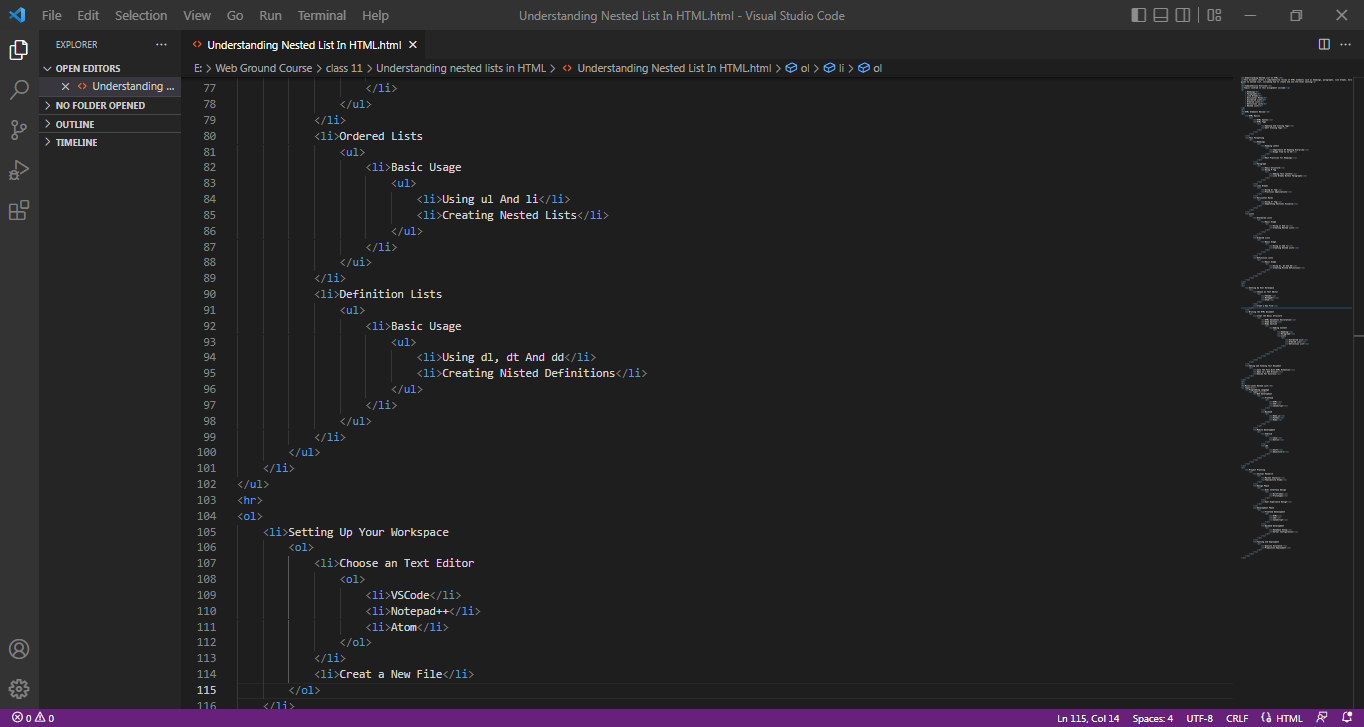 File Edit Selection View Go Run Terminal Help Understanding Nested List In HTML.html - Visual Studio Code
EXPLORER ··· <> Understanding Nested List In HTML.html
OPEN EDITORS E: > Web Ground Course > class 11 > Understanding nested lists in HTML > <> Understanding Nested List In HTML.html > ol > li > ol
<> Understanding ...
NO FOLDER OPENED
OUTLINE
TIMELINE
77 </li>
78 </ul>
79 </li>
80 <li>Ordered Lists
81 <ul>
82 <li>Basic Usage
83 <ul>
84 <li>Using ul And li</li>
85 <li>Creating Nested Lists</li>
86 </ul>
87 </li>
88 </ui>
89 </li>
90 <li>Definition Lists
91 <ul>
92 <li>Basic Usage
93 <ul>
94 <li>Using dl, dt And dd</li>
95 <li>Creating Nisted Definitions</li>
96 </ul>
97 </li>
98 </ul>
99 </li>
100 </ul>
101 </li>
102 </ul>
103 <hr>
104 <ol>
105 <li>Setting Up Your Workspace
106 <ol>
107 <li>Choose an Text Editor
108 <ol>
109 <li>VSCode</li>
110 <li>Notepad++</li>
111 <li>Atom</li>
112 </ol>
113 </li>
114 <li>Creat a New File</li>
115 </ol>
116 </li>
0 0 Ln 115, Col 14 Spaces: 4 UTF-8 CRLF HTML